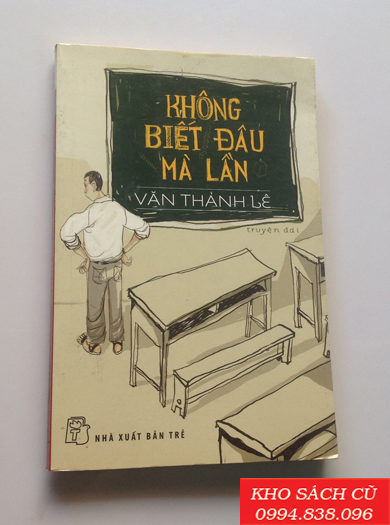 KHÔNG
BIẾT ĐÂU
MÀ LẦN
VĂN THÀNH LÊ
truyện dài
NHÀ XUẤT BẢN TRẺ
KHO SÁCH CŨ
0994.838.096